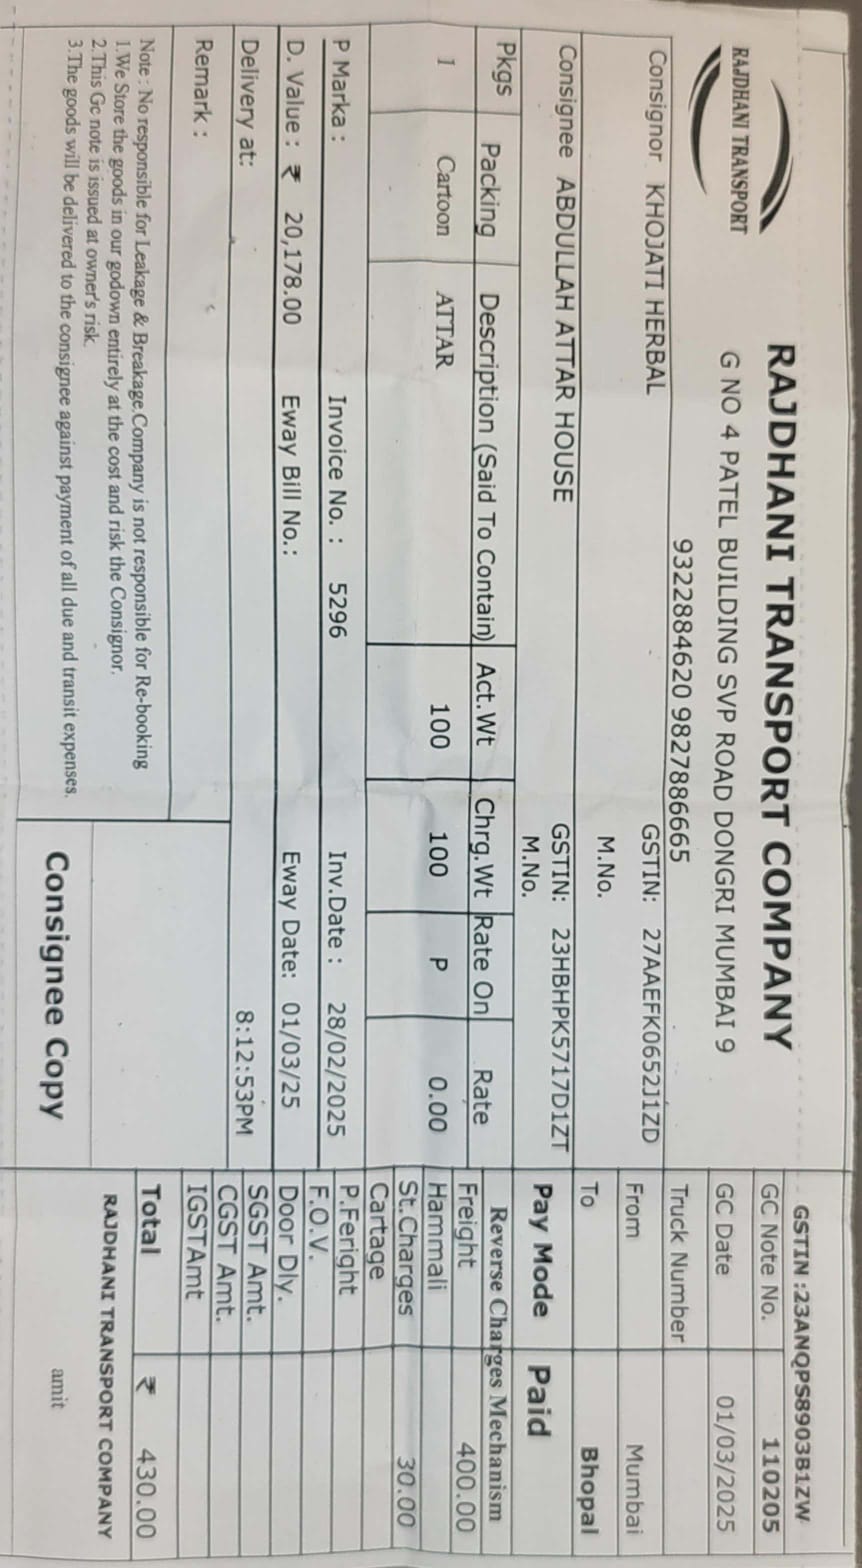 RAJDHANI TRANSPORT
RAJDHANI TRANSPORT COMPANY
G NO 4 PATEL BUILDING SVP ROAD DONGRI MUMBAI 9
9322884620 9827886665
GSTIN :23ANQPS8903B1ZW
GC Note No. 110205
GC Date 01/03/2025
Truck Number
From Mumbai
To Bhopal
Pay Mode Paid
Consignor KHOJATI HERBAL GSTIN: 27AAEFK0652J1ZD
M.No.
Consignee ABDULLAH ATTAR HOUSE GSTIN: 23HBHPK5717D1ZT
M.No.
Pkgs Packing Description (Said To Contain) Act.Wt Chrg.Wt Rate On Rate
1 Cartoon ATTAR 100 100 P 0.00
P Marka : Invoice No. : 5296 Inv.Date : 28/02/2025
D. Value : ₹ 20,178.00 Eway Bill No.: Eway Date: 01/03/25
Delivery at: 8:12:53PM
Remark :
Reverse Charges Mechanism
Freight 400.00
Hammali
St.Charges 30.00
Cartage
P.Feright
F.O.V.
Door Dly.
SGST Amt.
CGST Amt.
IGSTAmt
Total ₹ 430.00
Note : No responsible for Leakage & Breakage.Company is not responsible for Re-booking
1.We Store the goods in our godown entirely at the cost and risk the Consignor.
2.This Gc note is issued at owner's risk.
3.The goods will be delivered to the consignee against payment of all due and transit expenses.
Consignee Copy
RAJDHANI TRANSPORT COMPANY
amit